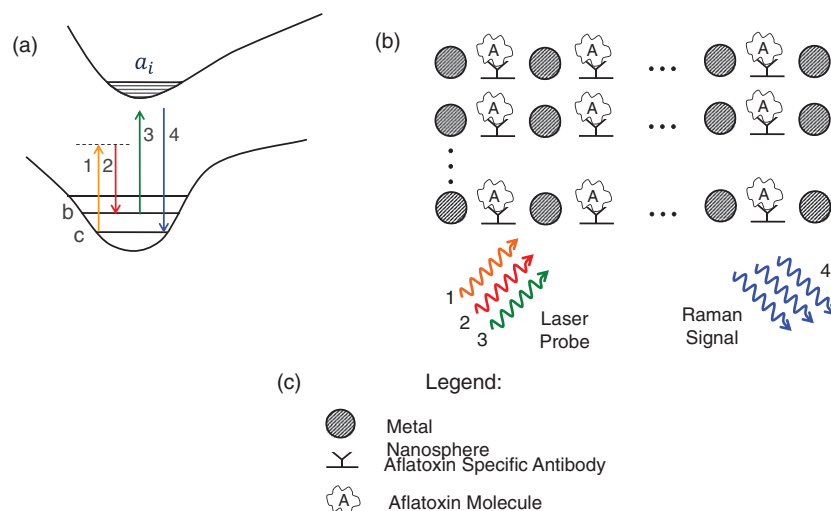 (a)
a_i
1
2
3
4
b
c
(b)
A A ... A
A A ... A
A A ... A
1
2
3
Laser
Probe
Raman
Signal
4
(c)
Legend:
Metal
Nanosphere
Aflatoxin Specific Antibody
A
Aflatoxin Molecule